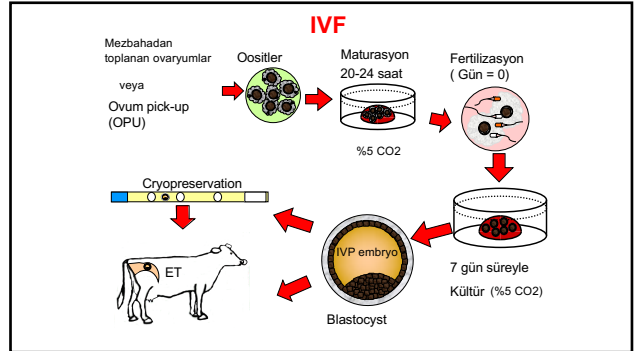 IVF
Mezbahadan
toplanan ovaryumlar
veya
Ovum pick-up
(OPU)
Oositler
Maturasyon
20-24 saat
%5 CO2
Fertilizasyon
( Gün = 0)
7 gün süreyle
Kültür (%5 CO2)
IVP embryo
Blastocyst
Cryopreservation
ET